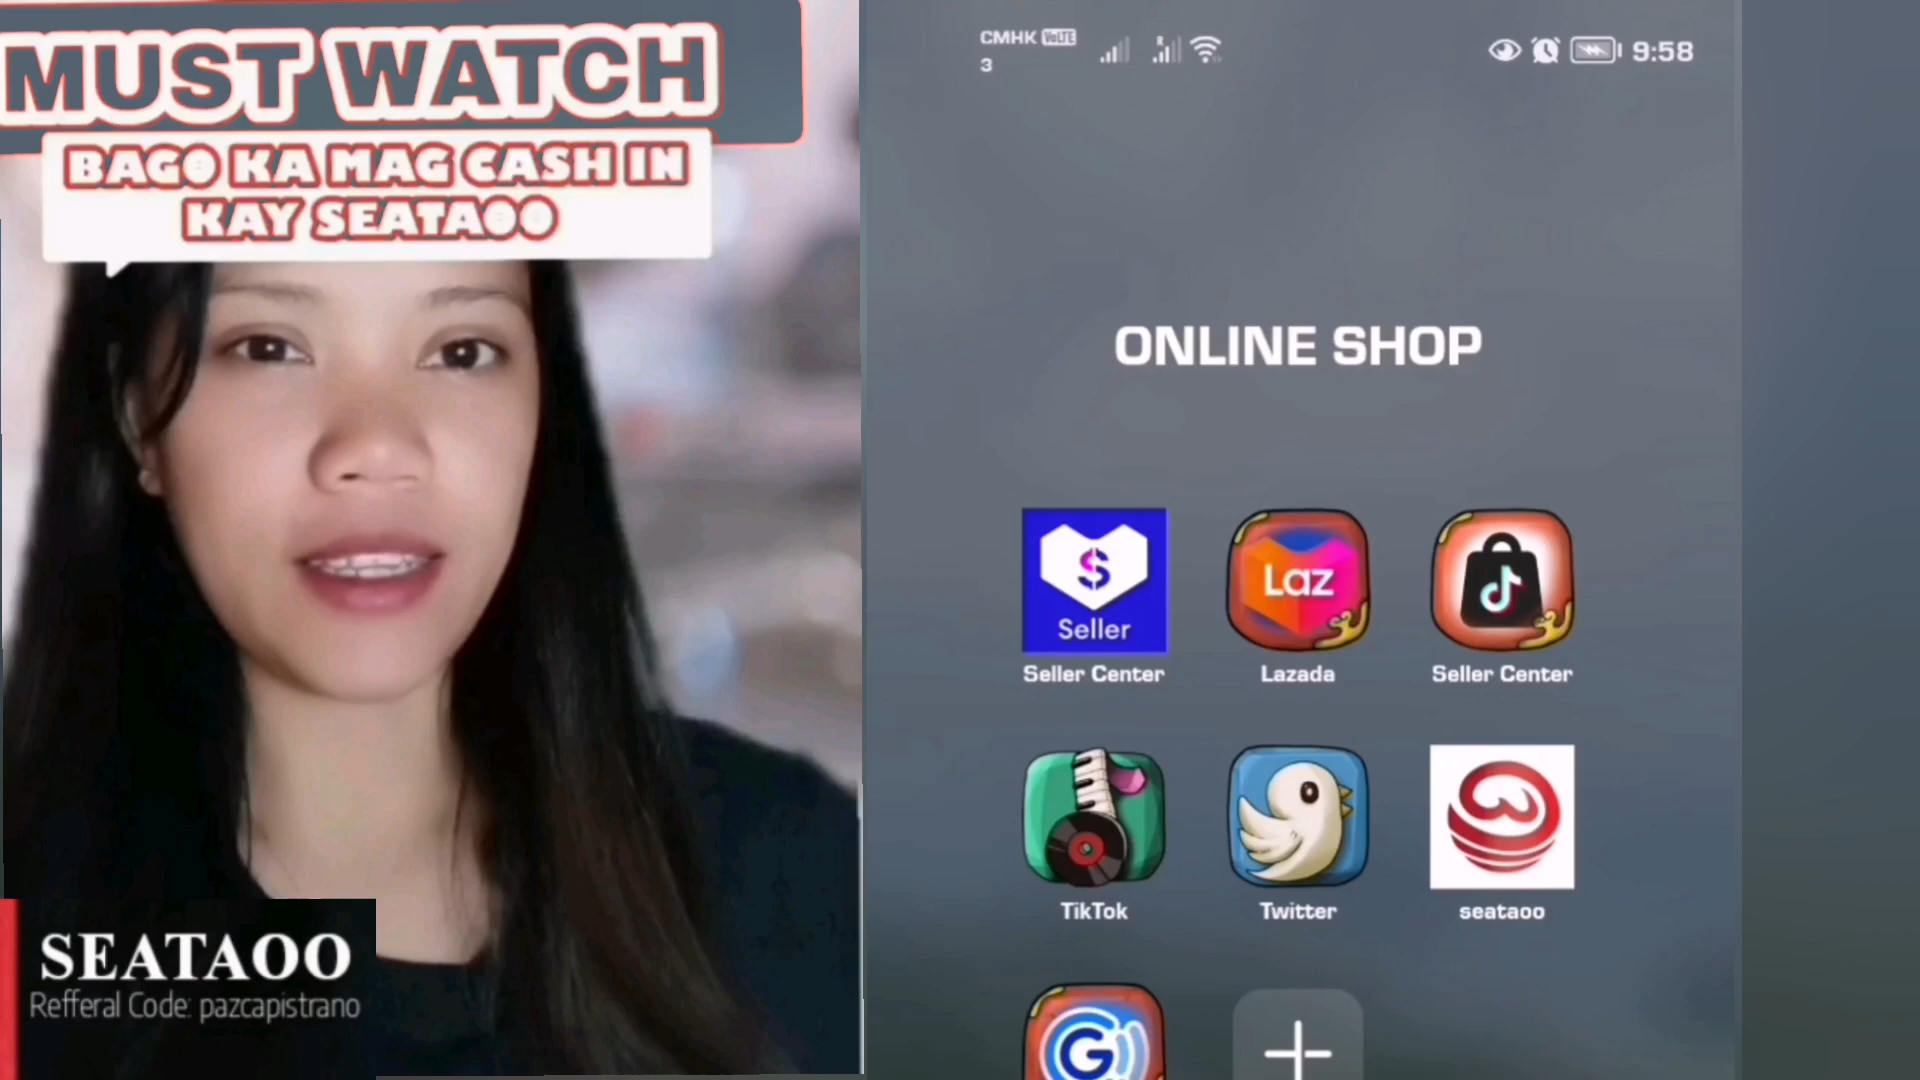 MUST WATCH
BAGO KA MAG CASH IN
KAY SEATAOO
SEATAOO
Refferal Code: pazcapistrano
CMHK VoLTE
3
R
9:58
ONLINE SHOP
$
Seller
Seller Center
Laz
Lazada
Seller Center
TikTok
Twitter
seataoo
G